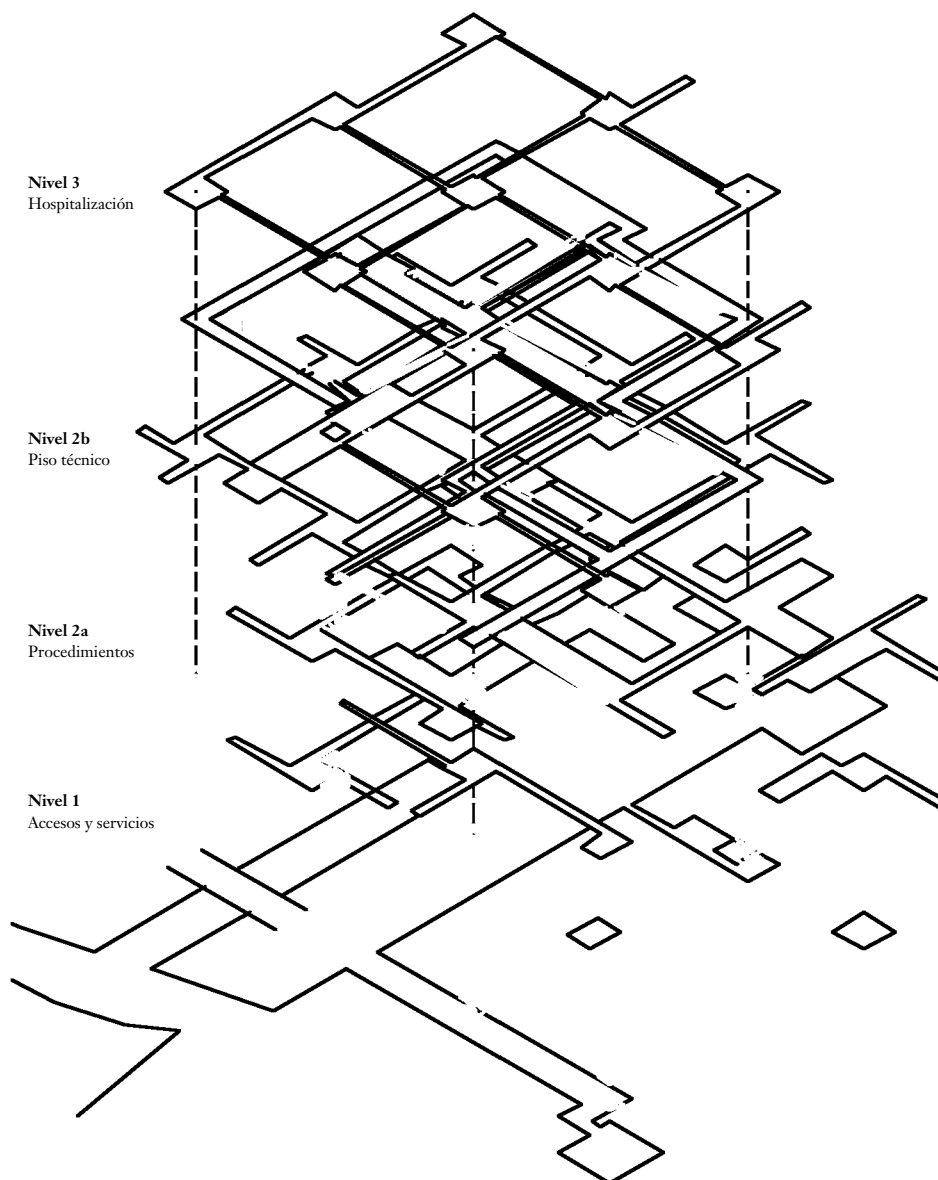 Nivel 3
Hospitalización
Nivel 2b
Piso técnico
Nivel 2a
Procedimientos
Nivel 1
Accesos y servicios